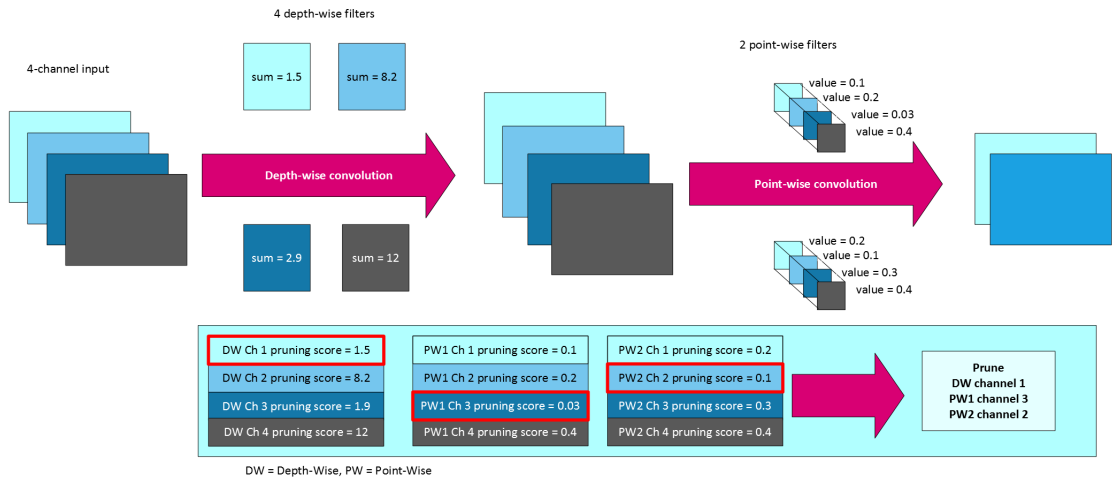 4 depth-wise filters
2 point-wise filters
4-channel input
sum = 1.5
sum = 8.2
value = 0.1
value = 0.2
value = 0.03
value = 0.4
Depth-wise convolution
Point-wise convolution
sum = 2.9
sum = 12
value = 0.2
value = 0.1
value = 0.3
value = 0.4
DW Ch 1 pruning score = 1.5
DW Ch 2 pruning score = 8.2
DW Ch 3 pruning score = 1.9
DW Ch 4 pruning score = 12
PW1 Ch 1 pruning score = 0.1
PW1 Ch 2 pruning score = 0.2
PW1 Ch 3 pruning score = 0.03
PW1 Ch 4 pruning score = 0.4
PW2 Ch 1 pruning score = 0.2
PW2 Ch 2 pruning score = 0.1
PW2 Ch 3 pruning score = 0.3
PW2 Ch 4 pruning score = 0.4
Prune
DW channel 1
PW1 channel 3
PW2 channel 2
DW = Depth-Wise, PW = Point-Wise